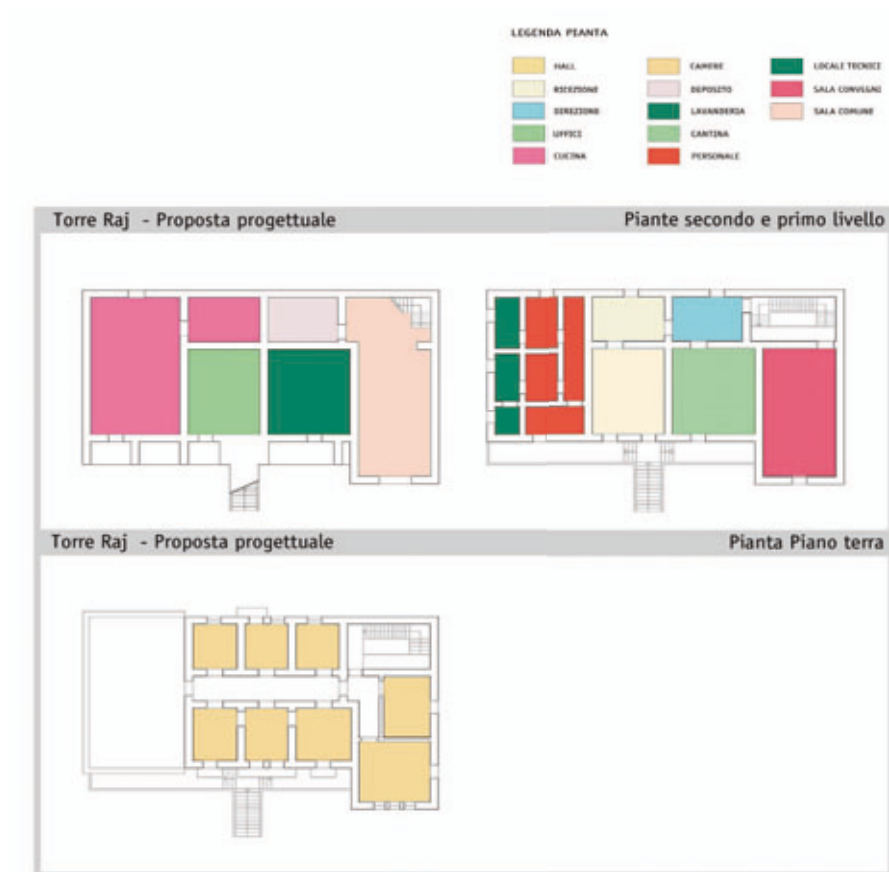 LEGENDA PIANTA
HALL
CAMERE
LOCALE TECNICI
RICEZIONE
DEPOSITO
SALA CONVEGNI
DIREZIONE
LAVANDERIA
SALA COMUNE
UFFICI
CANTINA
CUCINA
PERSONALE
Torre Raj - Proposta progettuale
Piante secondo e primo livello
Torre Raj - Proposta progettuale
Pianta Piano terra